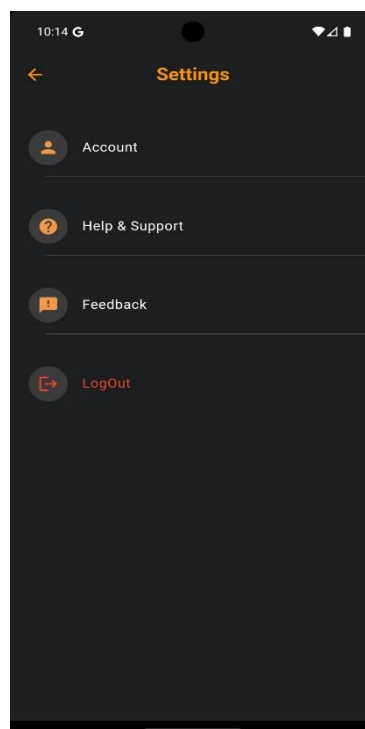 10:14 G
Settings
Account
Help & Support
Feedback
LogOut